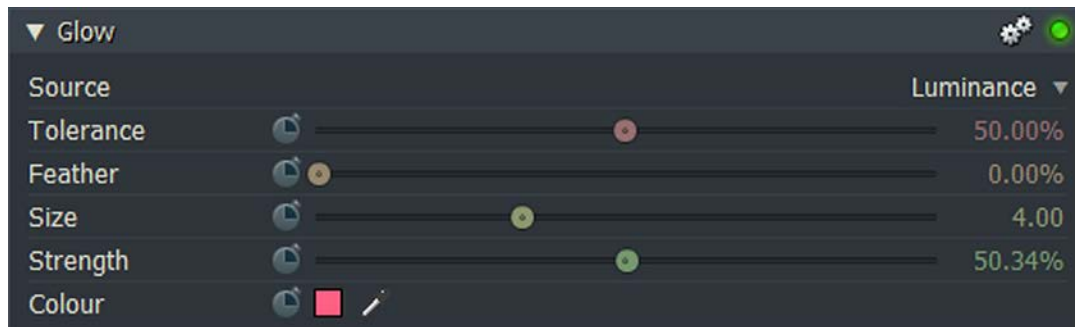 Glow
Source Luminance
Tolerance 50.00%
Feather 0.00%
Size 4.00
Strength 50.34%
Colour